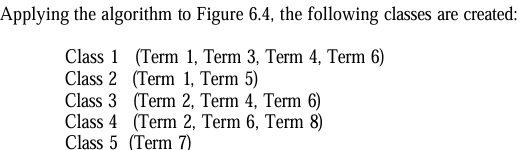 Applying the algorithm to Figure 6.4, the following classes are created:
Class 1 (Term 1, Term 3, Term 4, Term 6)
Class 2 (Term 1, Term 5)
Class 3 (Term 2, Term 4, Term 6)
Class 4 (Term 2, Term 6, Term 8)
Class 5 (Term 7)